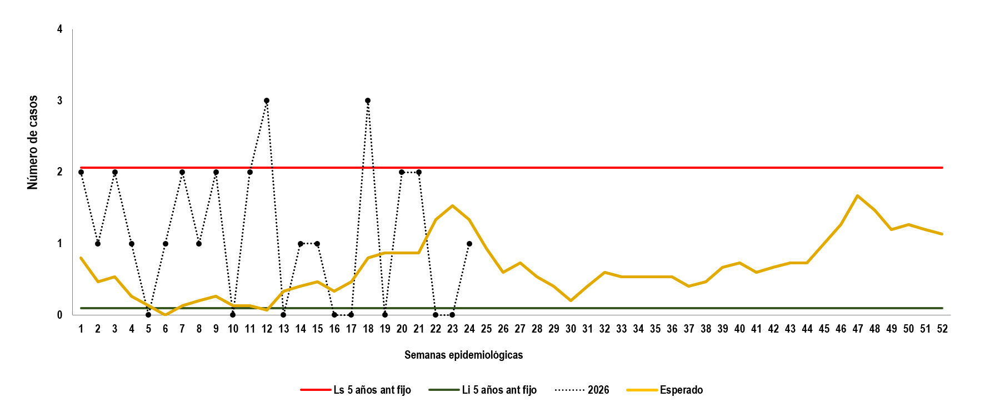 4
3
2
1
0
Número de casos
1 2 3 4 5 6 7 8 9 10 11 12 13 14 15 16 17 18 19 20 21 22 23 24 25 26 27 28 29 30 31 32 33 34 35 36 37 38 39 40 41 42 43 44 45 46 47 48 49 50 51 52
Semanas epidemiológicas
Ls 5 años ant fijo Li 5 años ant fijo 2026 Esperado